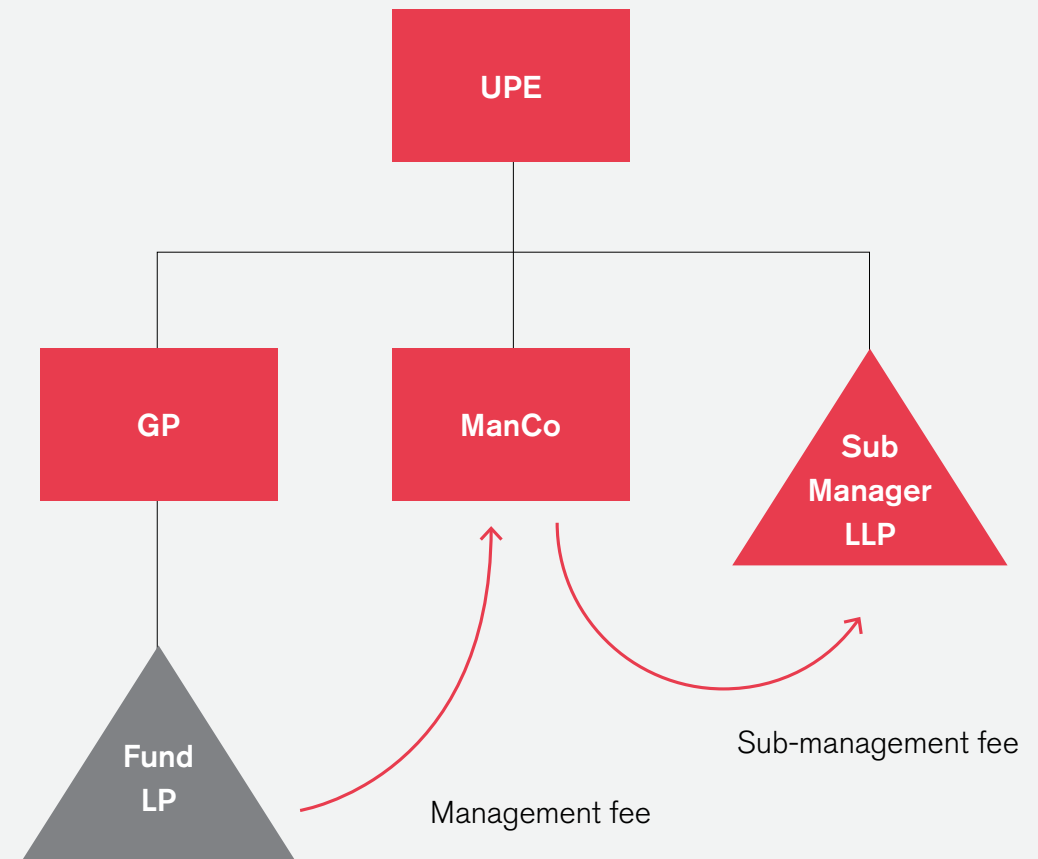 UPE
GP
ManCo
Sub
Manager
LLP
Fund
LP
Sub-management fee
Management fee